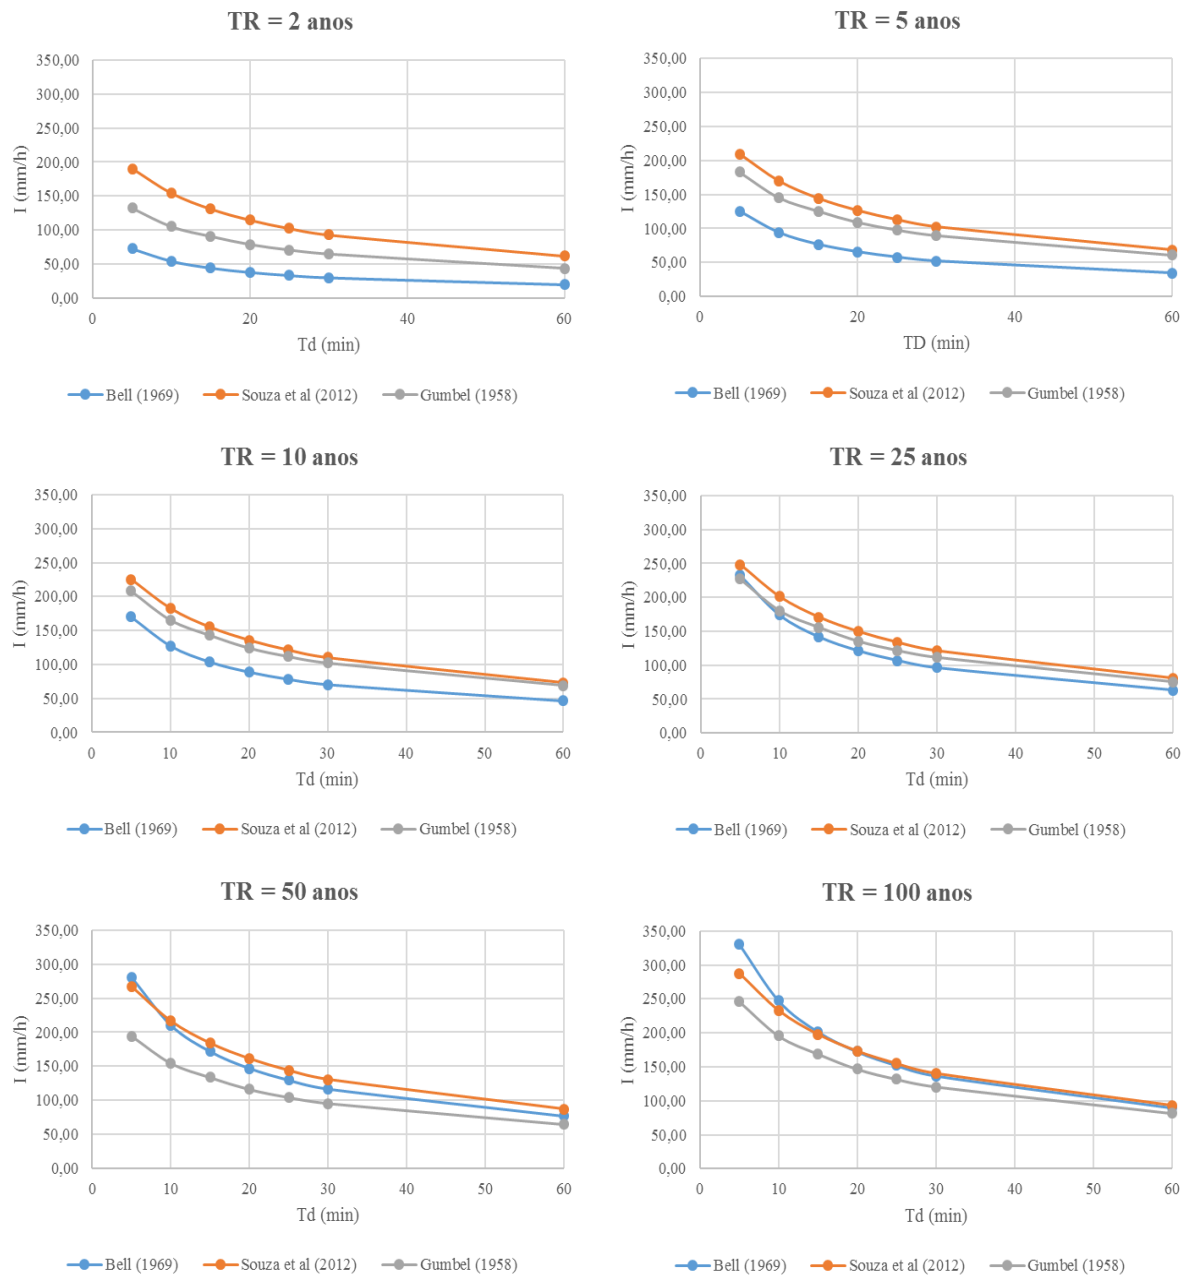 TR = 2 anos
350,00
300,00
250,00
200,00
150,00
100,00
50,00
0,00
I (mm/h)
0 20 40 60
Td (min)
Bell (1969) Souza et al (2012) Gumbel (1958)
TR = 5 anos
350,00
300,00
250,00
200,00
150,00
100,00
50,00
0,00
I (mm/h)
0 20 40 60
TD (min)
Bell (1969) Souza et al (2012) Gumbel (1958)
TR = 10 anos
350,00
300,00
250,00
200,00
150,00
100,00
50,00
0,00
I (mm/h)
0 10 20 30 40 50 60
Td (min)
Bell (1969) Souza et al (2012) Gumbel (1958)
TR = 25 anos
350,00
300,00
250,00
200,00
150,00
100,00
50,00
0,00
I (mm/h)
0 10 20 30 40 50 60
Td (min)
Bell (1969) Souza et al (2012) Gumbel (1958)
TR = 50 anos
350,00
300,00
250,00
200,00
150,00
100,00
50,00
0,00
I (mm/h)
0 10 20 30 40 50 60
Td (min)
Bell (1969) Souza et al (2012) Gumbel (1958)
TR = 100 anos
350,00
300,00
250,00
200,00
150,00
100,00
50,00
0,00
I (mm/h)
0 10 20 30 40 50 60
Td (min)
Bell (1969) Souza et al (2012) Gumbel (1958)